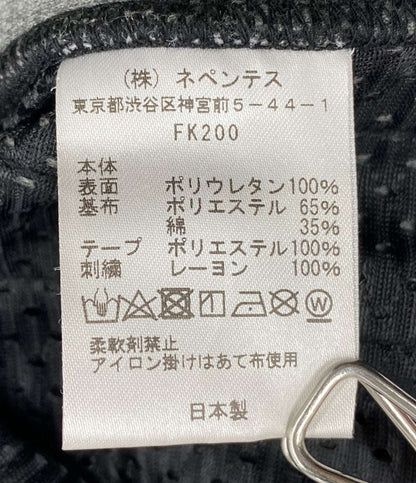 （株）ネペンテス
東京都渋谷区神宮前5－44－1
FK200
本体
表面 ポリウレタン100%
基布 ポリエステル 65%
綿 35%
テープ ポリエステル100%
刺繍 レーヨン 100%
W
柔軟剤禁止
アイロン掛けはあて布使用
日本製